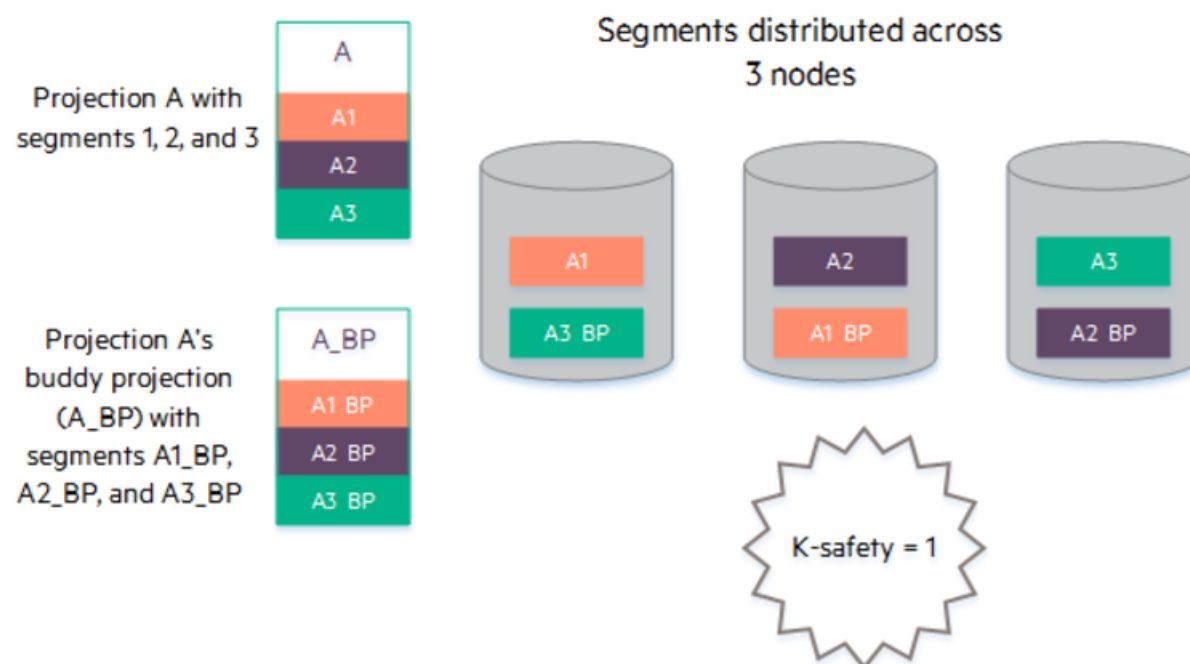 Segments distributed across
3 nodes
Projection A with
segments 1, 2, and 3
A
A1
A2
A3
A1
A3 BP
A2
A1 BP
A3
A2 BP
Projection A's
buddy projection
(A_BP) with
segments A1_BP,
A2_BP, and A3_BP
A_BP
A1 BP
A2 BP
A3 BP
K-safety = 1